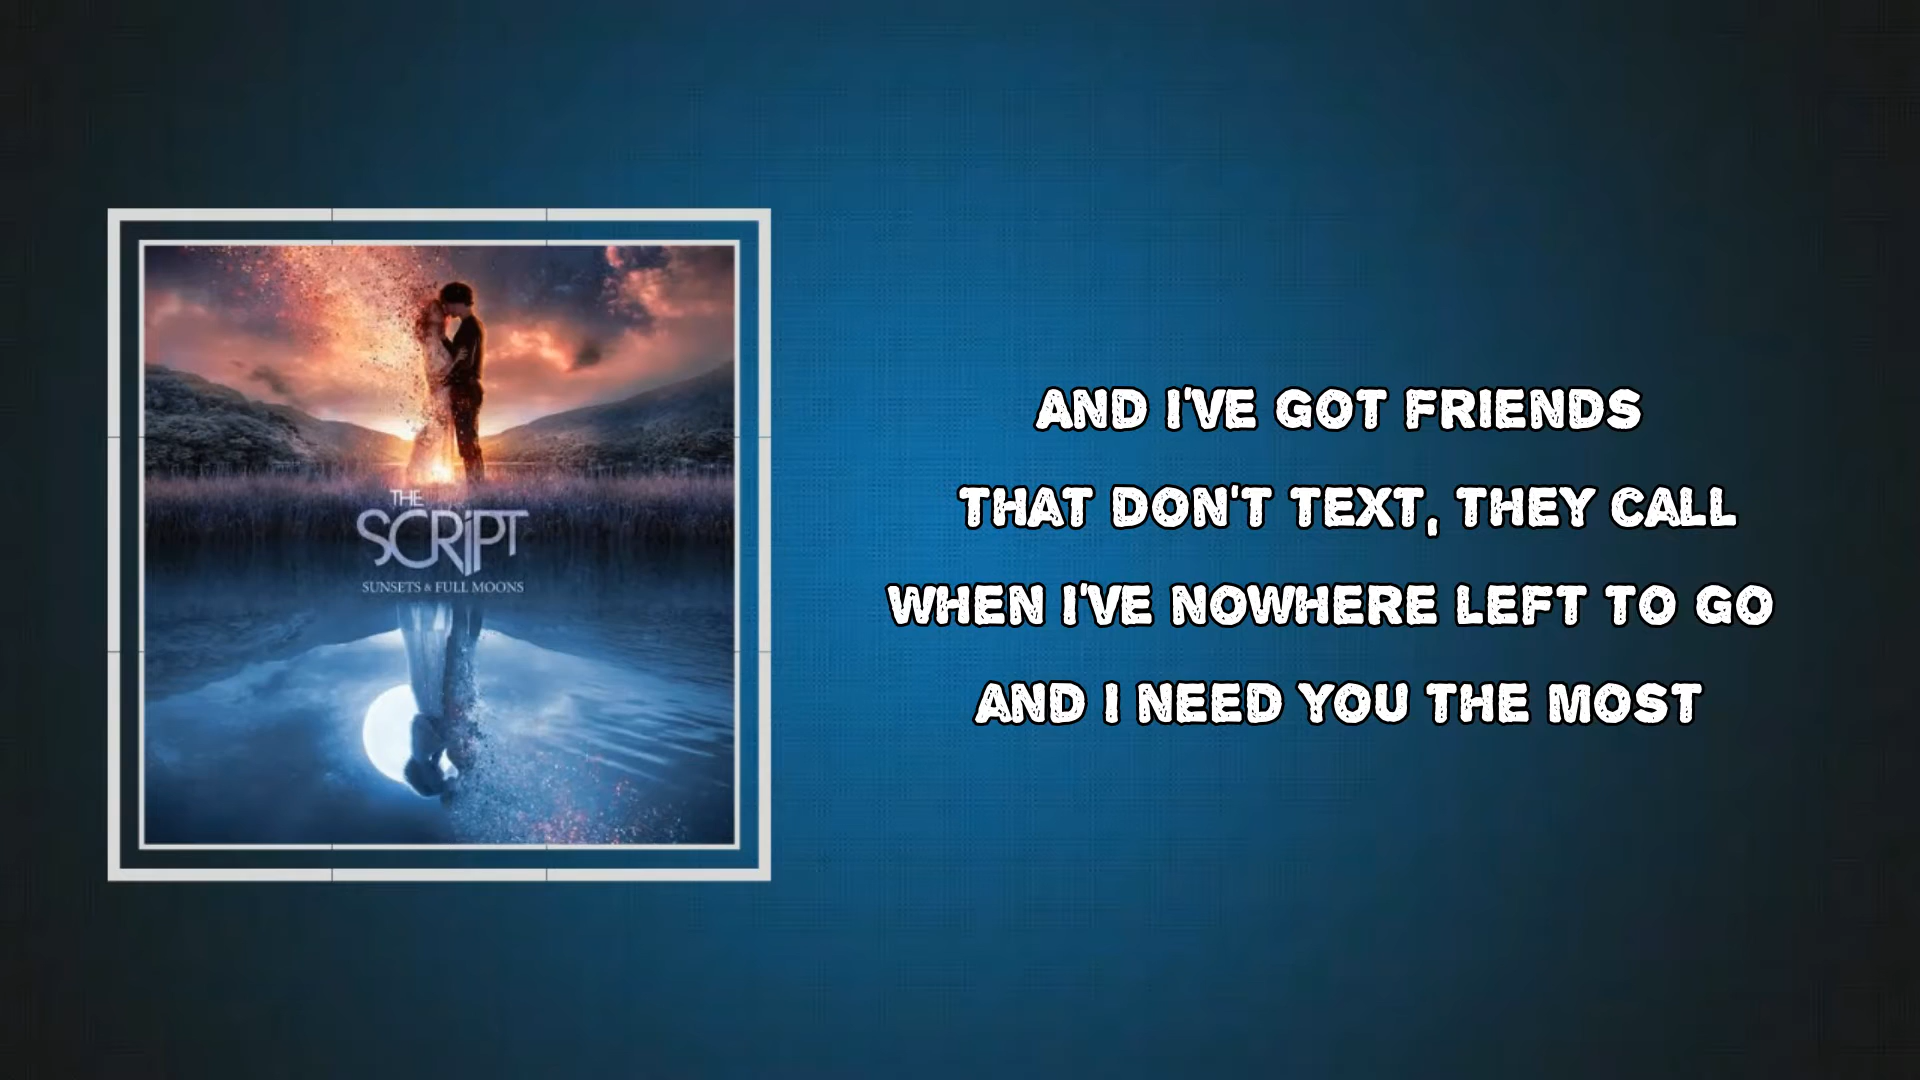 THE
SCRIPT
SUNSETS & FULL MOONS
AND I'VE GOT FRIENDS
THAT DON'T TEXT, THEY CALL
WHEN I'VE NOWHERE LEFT TO GO
AND I NEED YOU THE MOST